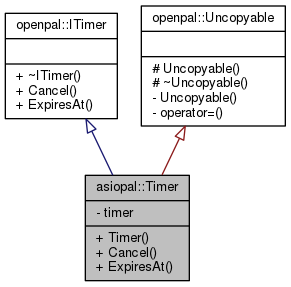 openpal::ITimer
+ ~ITimer()
+ Cancel()
+ ExpiresAt()
openpal::Uncopyable
# Uncopyable()
# ~Uncopyable()
- Uncopyable()
- operator=()
asiopal::Timer
- timer
+ Timer()
+ Cancel()
+ ExpiresAt()